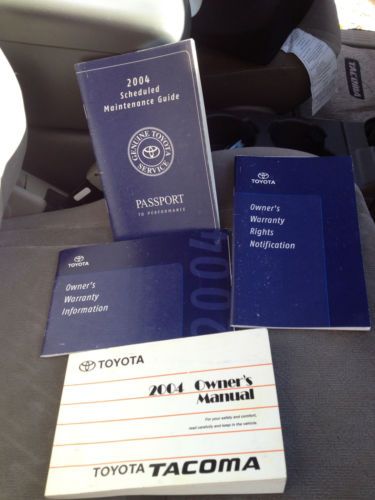 2004
Scheduled
Maintenance Guide
GENUINE TOYOTA
SERVICE
PASSPORT
TO PERFORMANCE
TOYOTA
Owner's
Warranty
Rights
Notification
TOYOTA
Owner's
Warranty
Information
2004
TOYOTA
2004 Owner's
Manual
For your safety and comfort,
read carefully and keep in the vehicle.
TOYOTA TACOMA
TACOMA